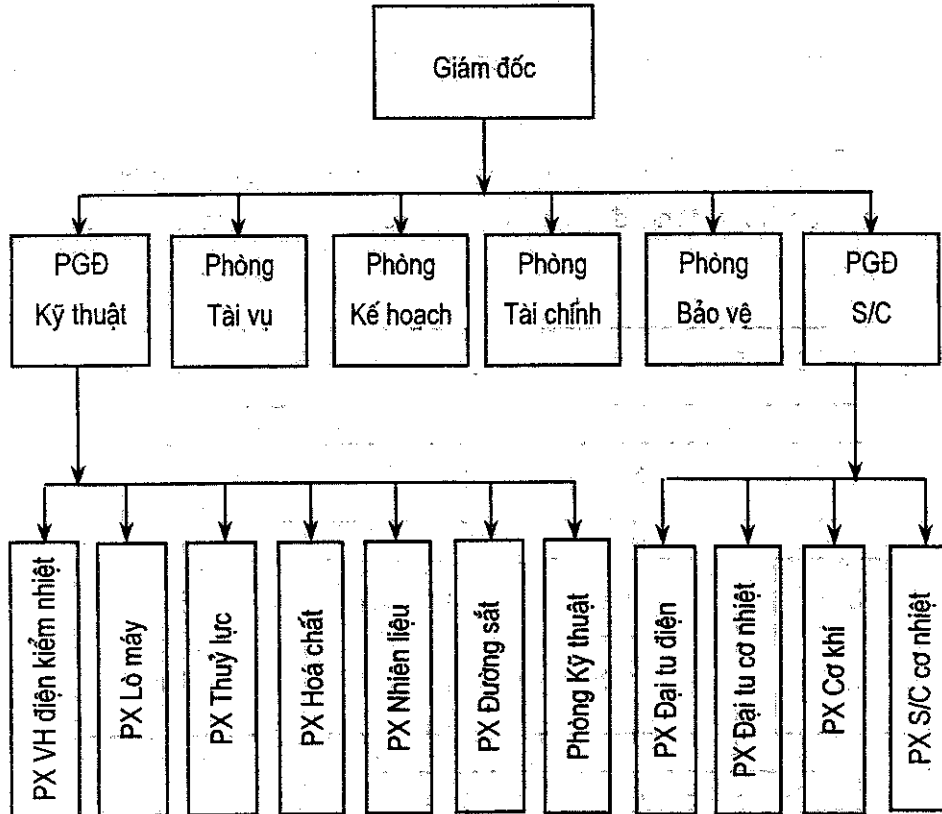 Giám đốc
PGĐ
Kỹ thuật
Phòng
Tài vụ
Phòng
Kế hoạch
Phòng
Tài chính
Phòng
Bảo vệ
PGĐ
S/C
PX VH điện kiểm nhiệt
PX Lò máy
PX Thuỷ lực
PX Hoá chất
PX Nhiên liệu
PX Đường sắt
Phòng Kỹ thuật
PX Đại tu điện
PX Đại tu cơ nhiệt
PX Cơ khí
PX S/C cơ nhiệt